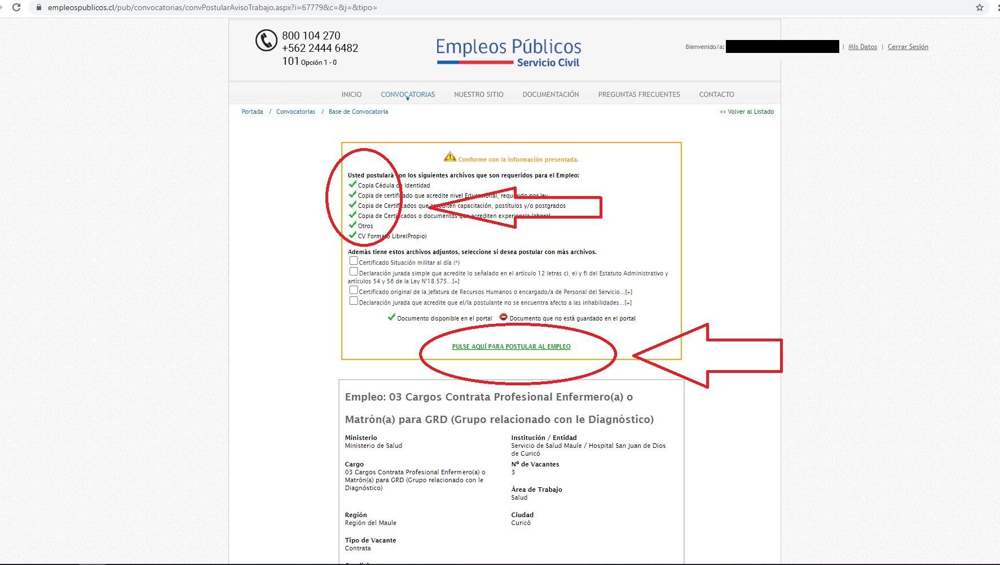 empleospublicos.cl/pub/convocatorias/convPostularAvisoTrabajo.aspx?i=67779&c=&j=&tipo=
800 104 270
+562 2444 6482
101 Opción 1 - 0
Empleos Públicos
Servicio Civil
Bienvenido/a: | Mis Datos | Cerrar Sesión
INICIO CONVOCATORIAS NUESTRO SITIO DOCUMENTACIÓN PREGUNTAS FRECUENTES CONTACTO
Portada / Convocatorias / Base de Convocatoria
<< Volver al Listado
Conforme con la información presentada.
Usted postulará con los siguientes archivos que son requeridos para el Empleo:
Copia Cédula de Identidad
Copia de certificado que acredite nivel Educacional, requerido por ley
Copia de Certificados que acrediten capacitación, postítulos y/o postgrados
Copia de Certificados o documentos que acrediten experiencia laboral
Otros
CV Formato Libre(Propio)
Además tiene estos archivos adjuntos, seleccione si desea postular con más archivos.
Certificado Situación militar al día (*)
Declaración jurada simple que acredite lo señalado en el artículo 12 letras c), e) y f) del Estatuto Administrativo y
artículos 54 y 56 de la Ley N°18.575...[+]
Certificado original de la Jefatura de Recursos Humanos o encargado/a de Personal del Servicio...[+]
Declaración jurada que acredite que el/la postulante no se encuentra afecto a las inhabilidades...[+]
Documento disponible en el portal Documento que no está guardado en el portal
PULSE AQUÍ PARA POSTULAR AL EMPLEO
Empleo: 03 Cargos Contrata Profesional Enfermero(a) o
Matrón(a) para GRD (Grupo relacionado con le Diagnóstico)
Ministerio
Ministerio de Salud
Institución / Entidad
Servicio de Salud Maule / Hospital San Juan de Dios
de Curicó
Cargo
03 Cargos Contrata Profesional Enfermero(a) o
Matrón(a) para GRD (Grupo relacionado con le
Diagnóstico)
Nº de Vacantes
3
Área de Trabajo
Salud
Región
Región del Maule
Ciudad
Curicó
Tipo de Vacante
Contrata